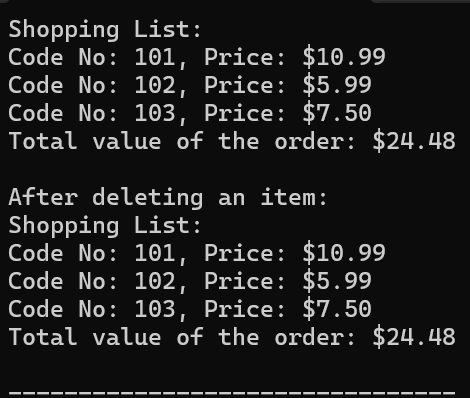 Shopping List:
Code No: 101, Price: $10.99
Code No: 102, Price: $5.99
Code No: 103, Price: $7.50
Total value of the order: $24.48
After deleting an item:
Shopping List:
Code No: 101, Price: $10.99
Code No: 102, Price: $5.99
Code No: 103, Price: $7.50
Total value of the order: $24.48
--------------------------------